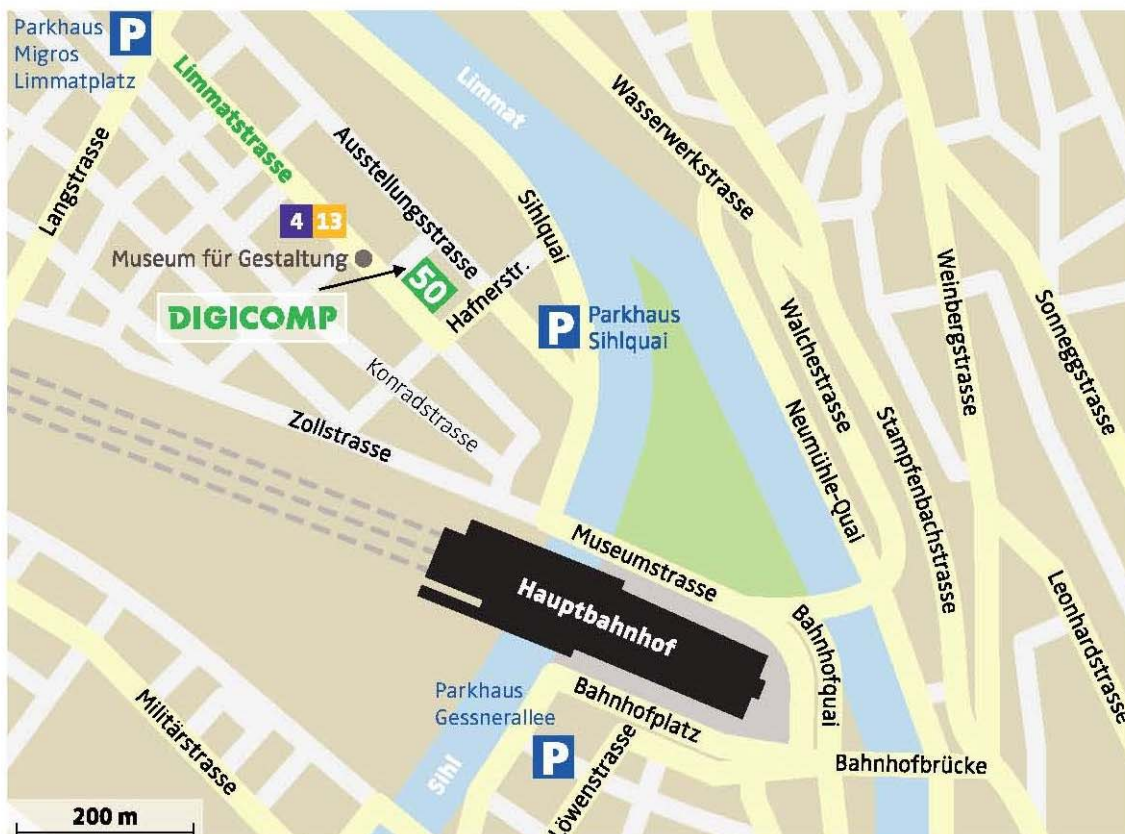 Parkhaus
Migros
Limmatplatz
P
Limmatstrasse
Langstrasse
Ausstellungsstrasse
Limmat
Wasserwerkstrasse
Sihlquai
4 13
Museum für Gestaltung
50
Hafnerstr.
DIGICOMP
P
Parkhaus
Sihlquai
Konradstrasse
Zollstrasse
Walchestrasse
Neumühle-Quai
Stampfenbachstrasse
Weinbergstrasse
Sonneggstrasse
Leonhardstrasse
Museumstrasse
Hauptbahnhof
Bahnhofquai
Bahnhofplatz
Bahnhofbrücke
Parkhaus
Gessnerallee
P
Löwenstrasse
Sihl
Militärstrasse
200 m